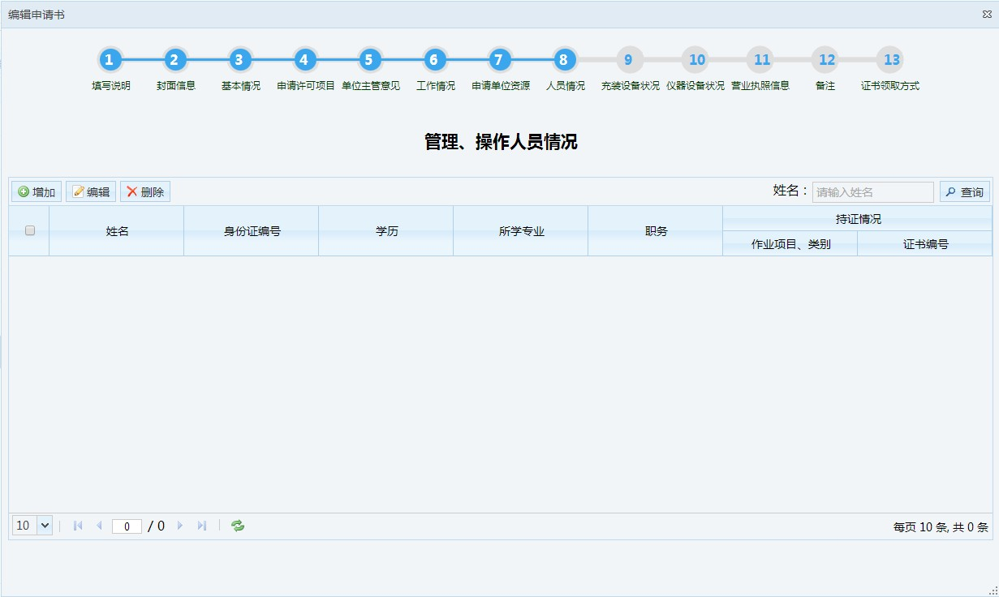 编辑申请书
1 2 3 4 5 6 7 8 9 10 11 12 13
填写说明 封面信息 基本情况 申请许可项目 单位主管意见 工作情况 申请单位资源 人员情况 充装设备状况 仪器设备状况 营业执照信息 备注 证书领取方式
管理、操作人员情况
增加 编辑 删除 姓名： 请输入姓名 查询
姓名 身份证编号 学历 所学专业 职务 持证情况
作业项目、类别 证书编号
10 0 / 0 每页 10 条, 共 0 条